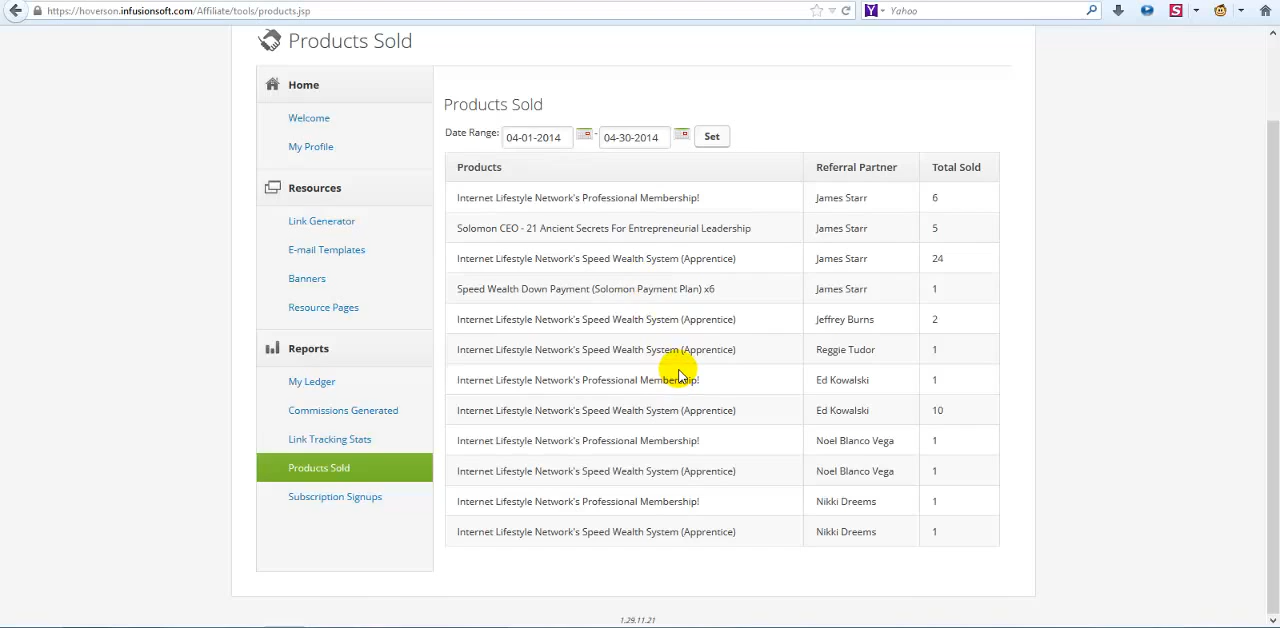 https://hoverson.infusionsoft.com/Affiliate/tools/products.jsp
Yahoo
Products Sold
Home
Welcome
My Profile
Resources
Link Generator
E-mail Templates
Banners
Resource Pages
Reports
My Ledger
Commissions Generated
Link Tracking Stats
Products Sold
Subscription Signups
Products Sold
Date Range: 04-01-2014 - 04-30-2014 Set
Products Referral Partner Total Sold
Internet Lifestyle Network's Professional Membership! James Starr 6
Solomon CEO - 21 Ancient Secrets For Entrepreneurial Leadership James Starr 5
Internet Lifestyle Network's Speed Wealth System (Apprentice) James Starr 24
Speed Wealth Down Payment (Solomon Payment Plan) x6 James Starr 1
Internet Lifestyle Network's Speed Wealth System (Apprentice) Jeffrey Burns 2
Internet Lifestyle Network's Speed Wealth System (Apprentice) Reggie Tudor 1
Internet Lifestyle Network's Professional Membership! Ed Kowalski 1
Internet Lifestyle Network's Speed Wealth System (Apprentice) Ed Kowalski 10
Internet Lifestyle Network's Professional Membership! Noel Blanco Vega 1
Internet Lifestyle Network's Speed Wealth System (Apprentice) Noel Blanco Vega 1
Internet Lifestyle Network's Professional Membership! Nikki Dreems 1
Internet Lifestyle Network's Speed Wealth System (Apprentice) Nikki Dreems 1
1.29.11.21